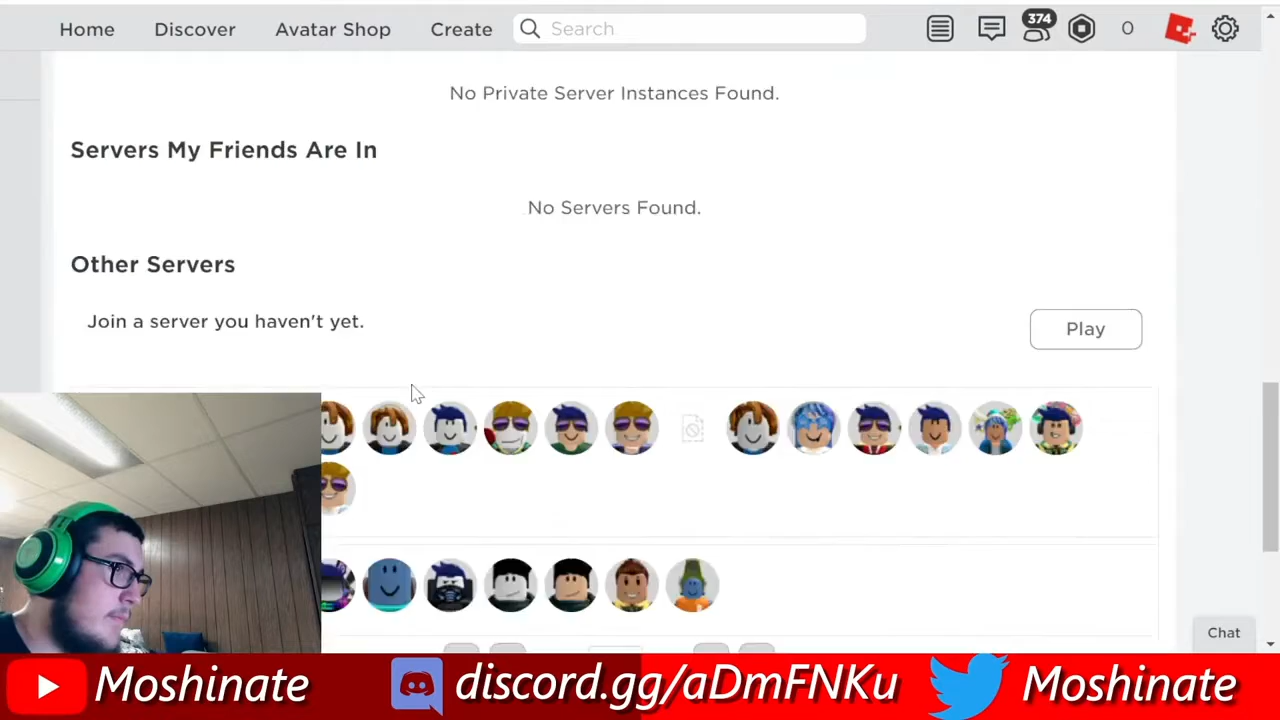 Home Discover Avatar Shop Create Search 374 0
No Private Server Instances Found.
Servers My Friends Are In
No Servers Found.
Other Servers
Join a server you haven't yet. Play
Chat
Moshinate discord.gg/aDmFNKu Moshinate